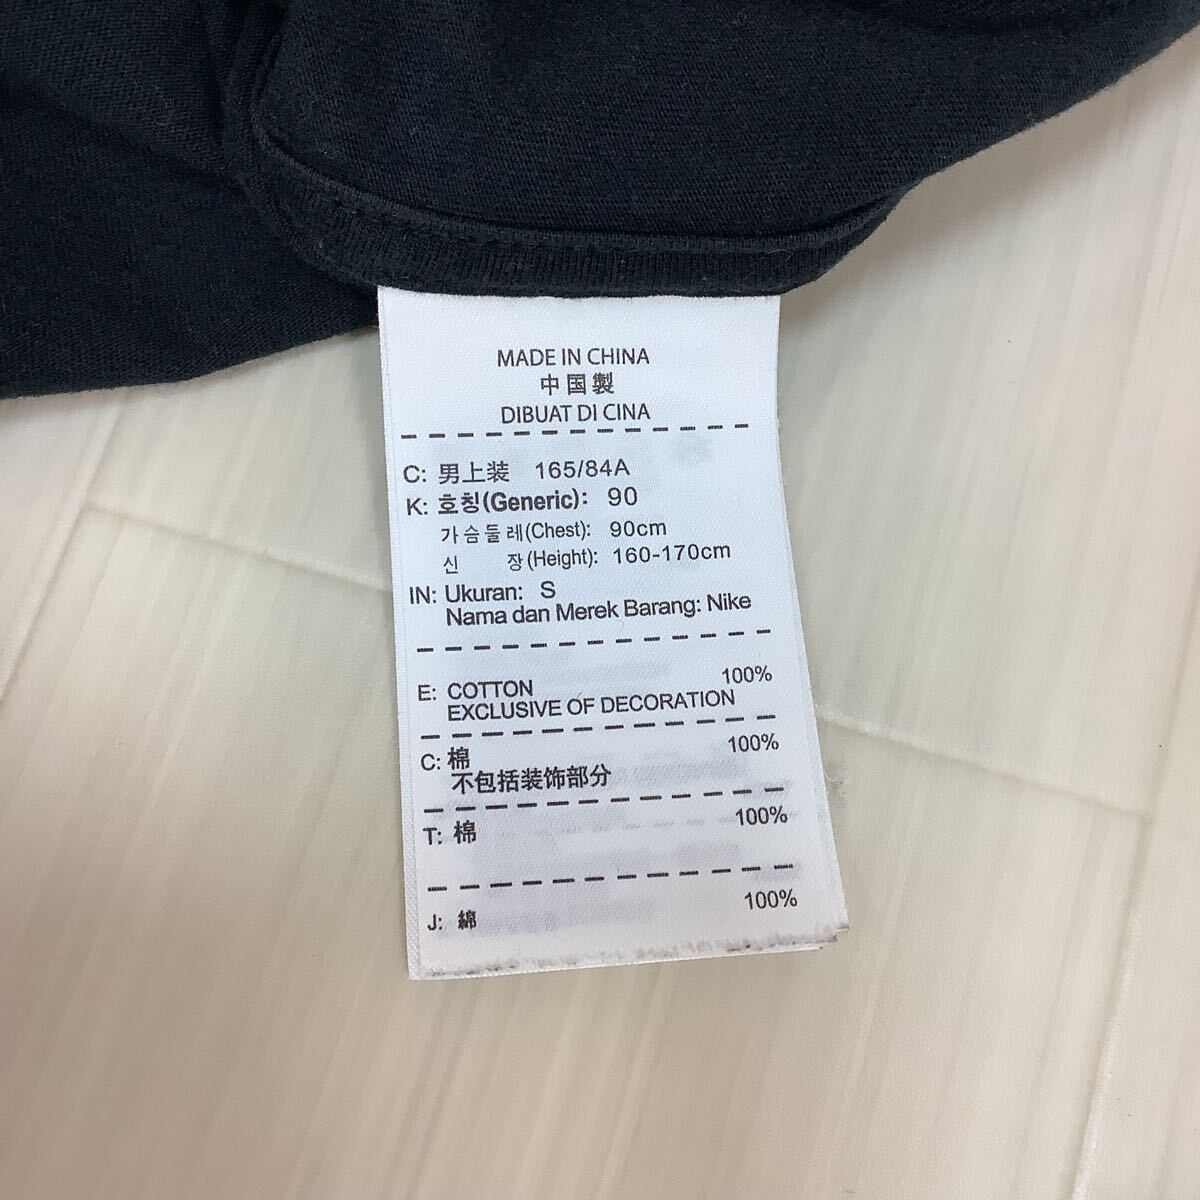 MADE IN CHINA
中国製
DIBUAT DI CINA
C: 男上装 165/84A
K: 호칭(Generic): 90
가슴둘레(Chest): 90cm
신 장(Height): 160-170cm
IN: Ukuran: S
Nama dan Merek Barang: Nike
E: COTTON 100%
EXCLUSIVE OF DECORATION
C: 棉 100%
不包括装饰部分
T: 棉 100%
J: 綿 100%